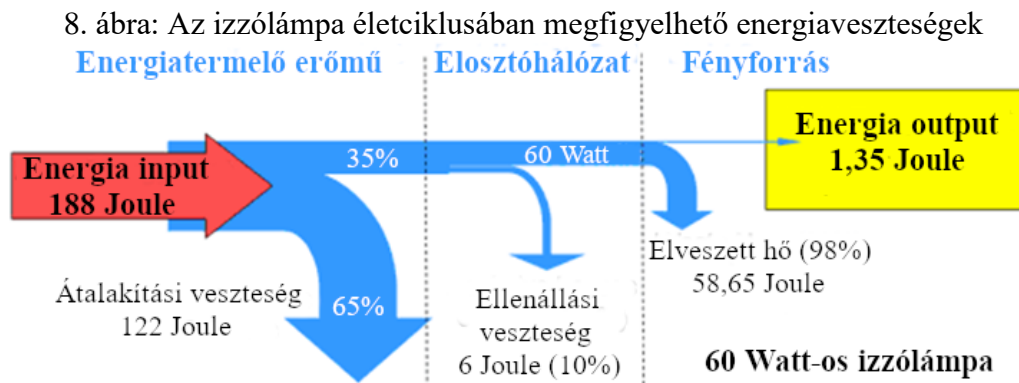 8. ábra: Az izzólámpa életciklusában megfigyelhető energiaveszteségek
Energiatermelő erőmű
Elosztóhálózat
Fényforrás
Energia input
188 Joule
35%
60 Watt
Energia output
1,35 Joule
Átalakítási veszteség
122 Joule
65%
Ellenállási
veszteség
6 Joule (10%)
Elveszett hő (98%)
58,65 Joule
60 Watt-os izzólámpa